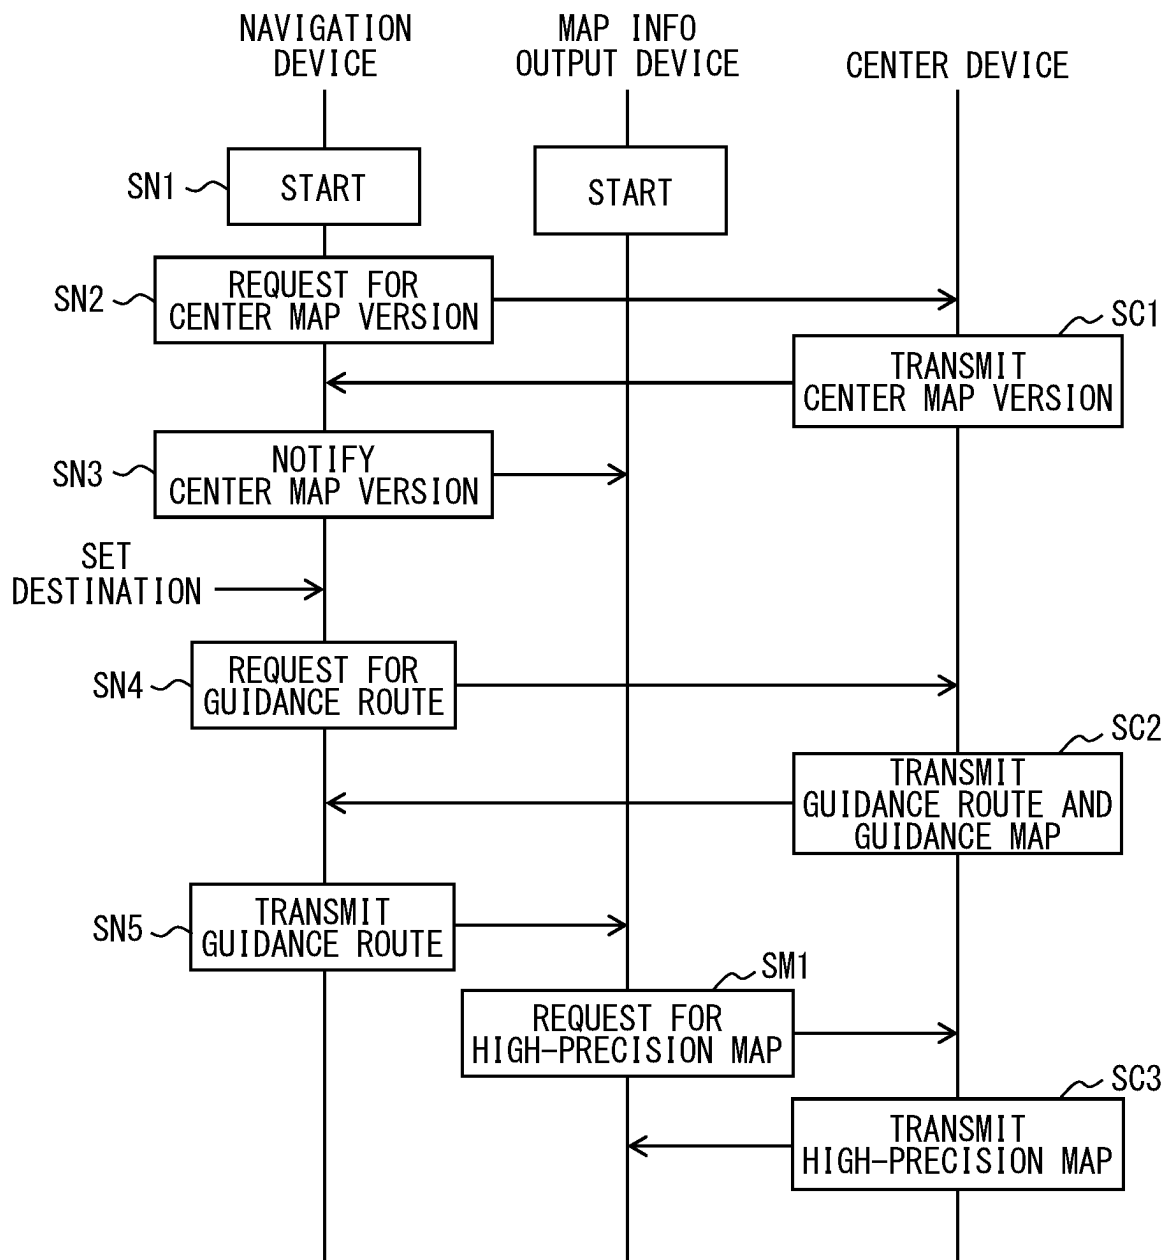 NAVIGATION
DEVICE
MAP INFO
OUTPUT DEVICE
CENTER DEVICE
SN1
START
START
SN2
REQUEST FOR
CENTER MAP VERSION
SC1
TRANSMIT
CENTER MAP VERSION
SN3
NOTIFY
CENTER MAP VERSION
SET
DESTINATION
SN4
REQUEST FOR
GUIDANCE ROUTE
SC2
TRANSMIT
GUIDANCE ROUTE AND
GUIDANCE MAP
SN5
TRANSMIT
GUIDANCE ROUTE
SM1
REQUEST FOR
HIGH-PRECISION MAP
SC3
TRANSMIT
HIGH-PRECISION MAP